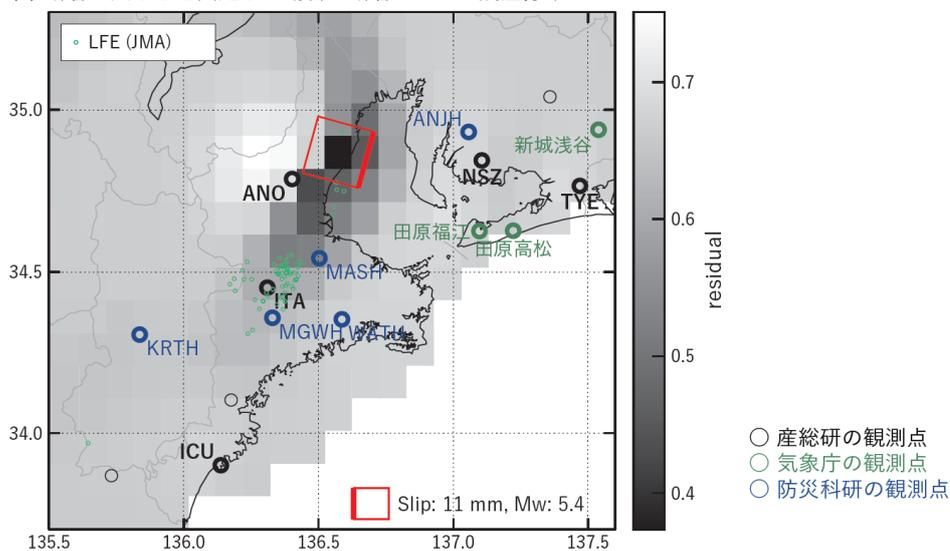 LFE (JMA)
35.0
34.5
34.0
135.5
136.0
136.5
137.0
137.5
ANJH
新城浅谷
NSZ
ANO
TYE
田原福江
田原高松
MASH
ITA
MGWH
WATH
KRTH
ICU
Slip: 11 mm, Mw: 5.4
0.7
0.6
0.5
0.4
residual
産総研の観測点
気象庁の観測点
防災科研の観測点